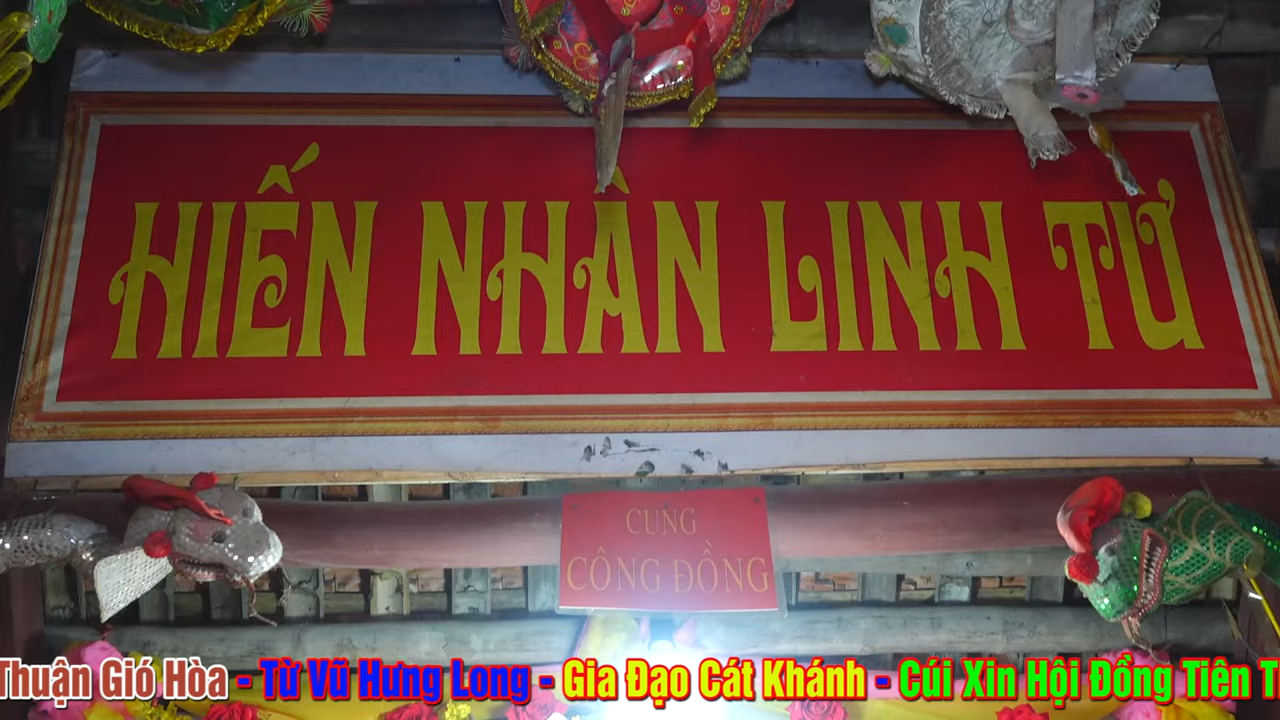 HIẾN NHÂN LINH TỪ
CUNG
CÔNG ĐỒNG
Thuận Gió Hòa - Từ Vũ Hưng Long - Gia Đạo Cát Khánh - Cúi Xin Hội Đồng Tiên